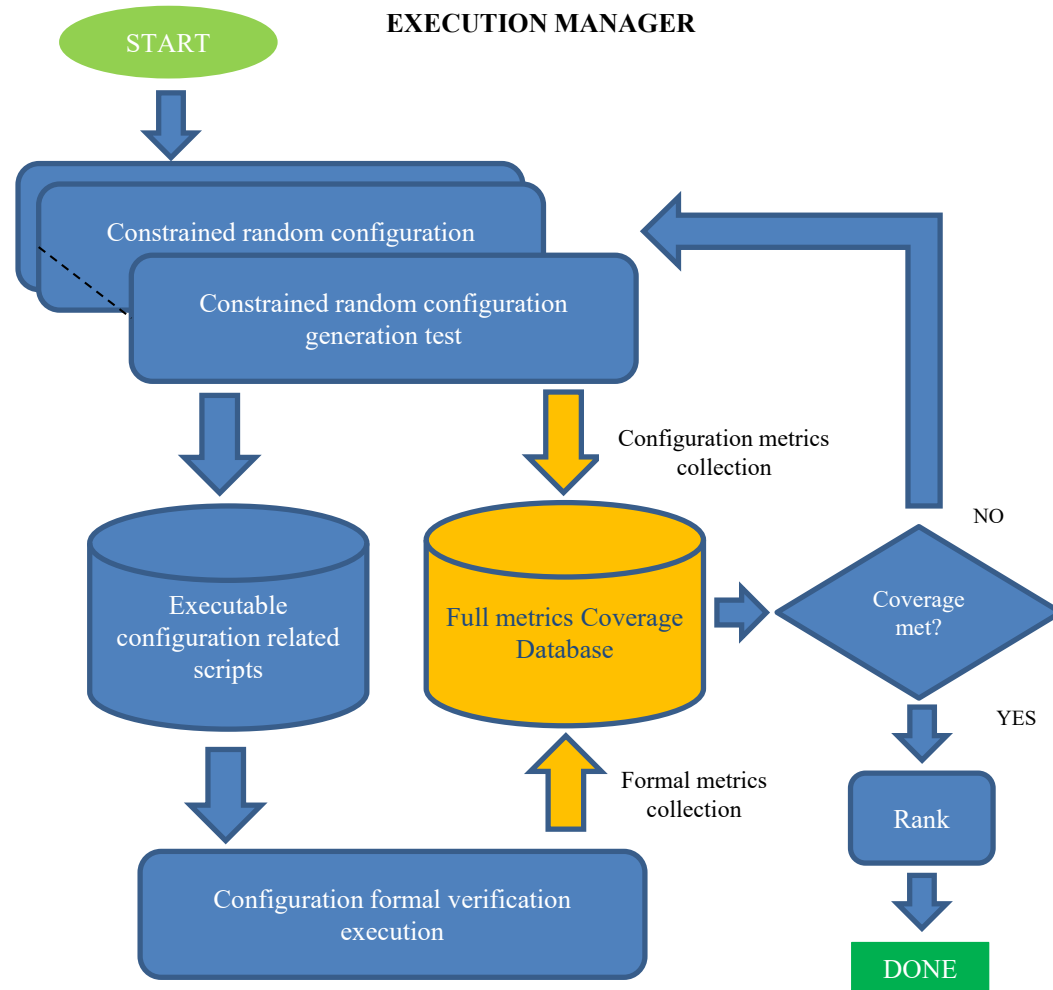 EXECUTION MANAGER
START
Constrained random configuration
Constrained random configuration
generation test
Configuration metrics
collection
Executable
configuration related
scripts
Full metrics Coverage
Database
NO
Coverage
met?
YES
Formal metrics
collection
Rank
Configuration formal verification
execution
DONE